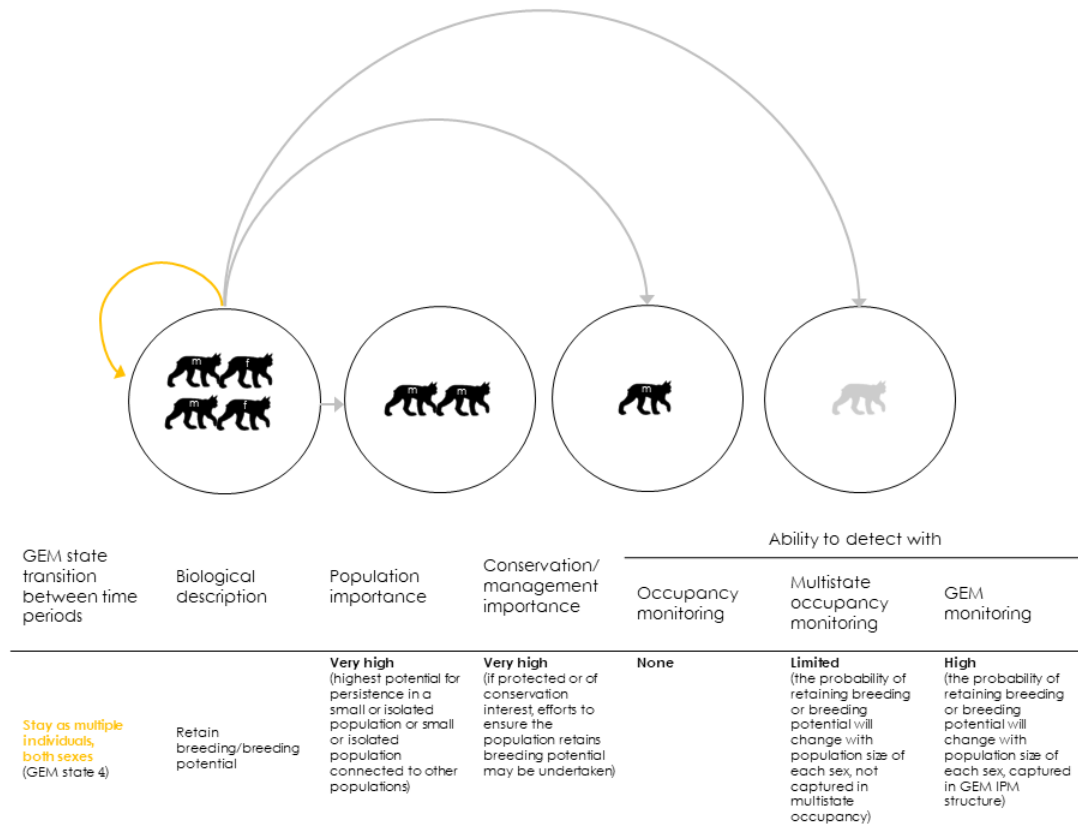 m f
m f
m m
m
Ability to detect with
GEM state
transition
between time
periods
Biological
description
Population
importance
Conservation/
management
importance
Occupancy
monitoring
Multistate
occupancy
monitoring
GEM
monitoring
Stay as multiple
individuals,
both sexes
(GEM state 4)
Retain
breeding/breeding
potential
Very high
(highest potential for
persistence in a
small or isolated
population or small
or isolated
population
connected to other
populations)
Very high
(if protected or of
conservation
interest, efforts to
ensure the
population retains
breeding potential
may be undertaken)
None
Limited
(the probability of
retaining breeding
or breeding
potential will
change with
population size of
each sex, not
captured in
multistate
occupancy)
High
(the probability of
retaining breeding
or breeding
potential will
change with
population size of
each sex, captured
in GEM IPM
structure)